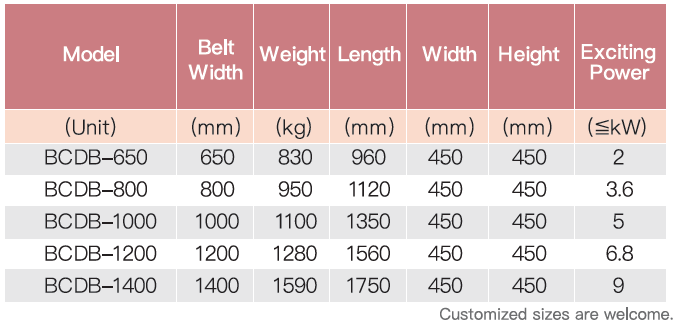 Model Belt Width Weight Length Width Height Exciting Power
(Unit) (mm) (kg) (mm) (mm) (mm) (≦kW)
BCDB-650 650 830 960 450 450 2
BCDB-800 800 950 1120 450 450 3.6
BCDB-1000 1000 1100 1350 450 450 5
BCDB-1200 1200 1280 1560 450 450 6.8
BCDB-1400 1400 1590 1750 450 450 9
Customized sizes are welcome.